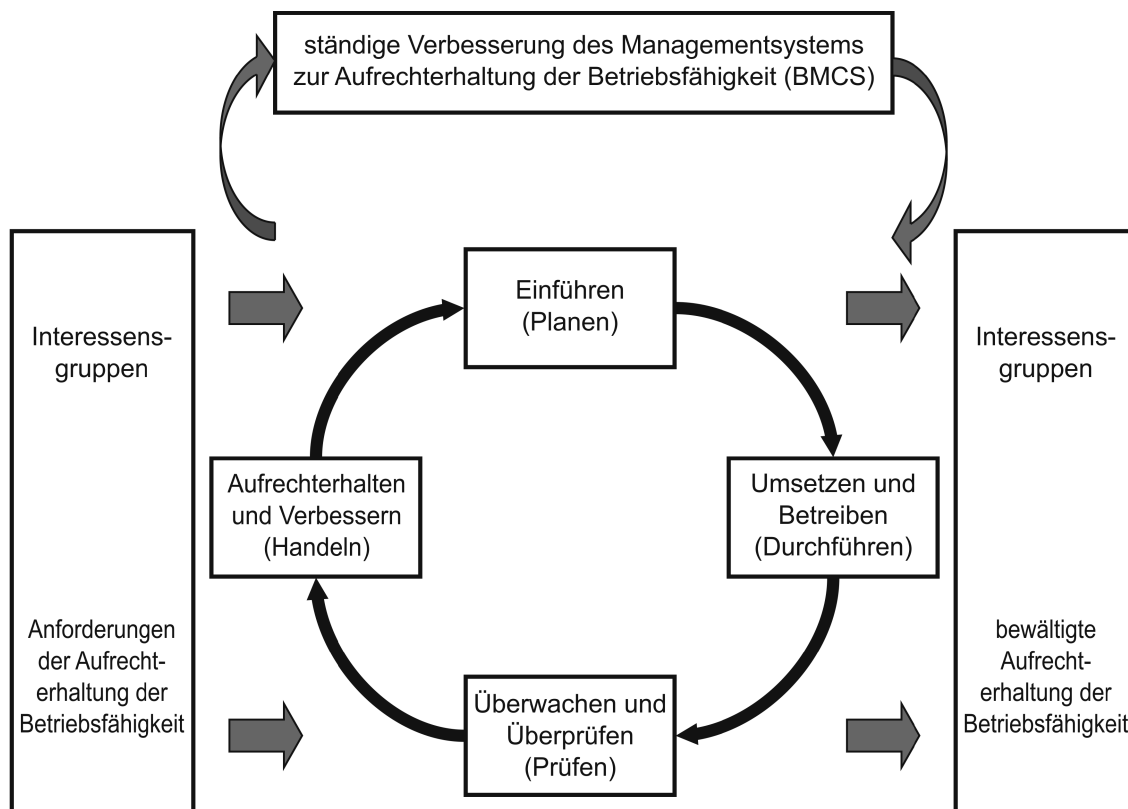 ständige Verbesserung des Managementsystems
zur Aufrechterhaltung der Betriebsfähigkeit (BMCS)
Interessens-
gruppen
Anforderungen
der Aufrecht-
erhaltung der
Betriebsfähigkeit
Einführen
(Planen)
Aufrechterhalten
und Verbessern
(Handeln)
Umsetzen und
Betreiben
(Durchführen)
Überwachen und
Überprüfen
(Prüfen)
Interessens-
gruppen
bewältigte
Aufrecht-
erhaltung der
Betriebsfähigkeit